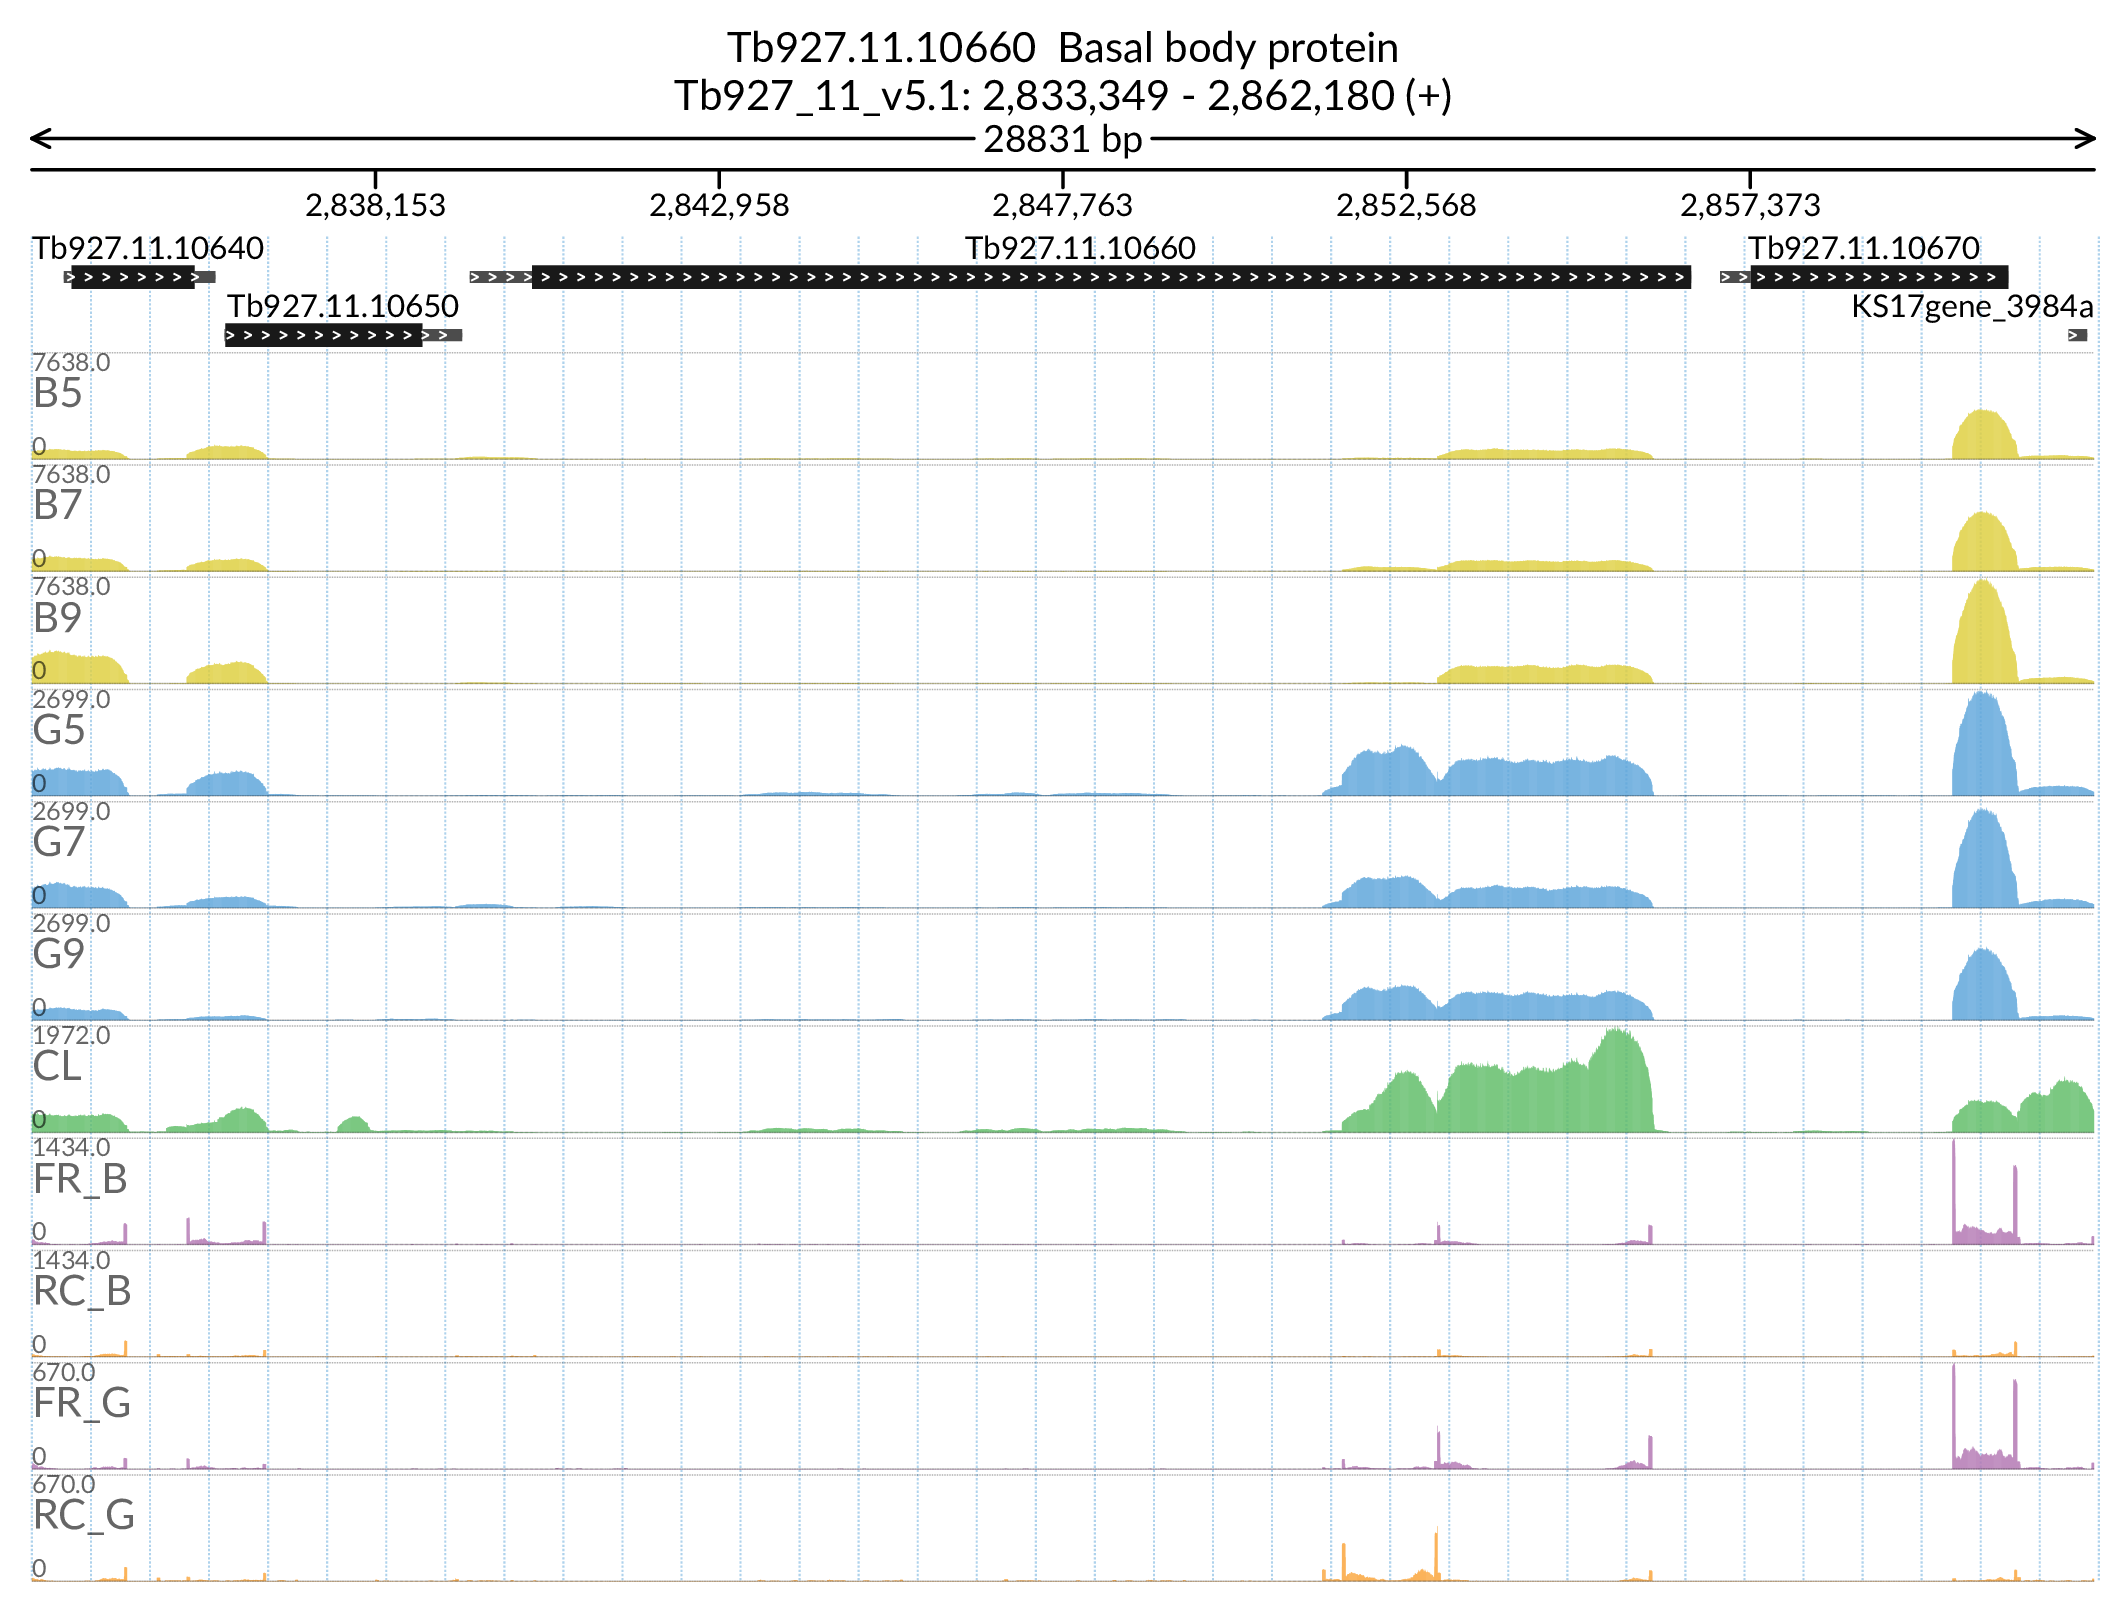 Tb927.11.10660  Basal body protein
Tb927_11_v5.1: 2,833,349 - 2,862,180 (+)
28831 bp
2,838,153 2,842,958 2,847,763 2,852,568 2,857,373
Tb927.11.10640 Tb927.11.10660 Tb927.11.10670
Tb927.11.10650 KS17gene_3984a
7638.0
B5
0
7638.0
B7
0
7638.0
B9
0
2699.0
G5
0
2699.0
G7
0
2699.0
G9
0
1972.0
CL
0
1434.0
FR_B
0
1434.0
RC_B
0
670.0
FR_G
0
670.0
RC_G
0